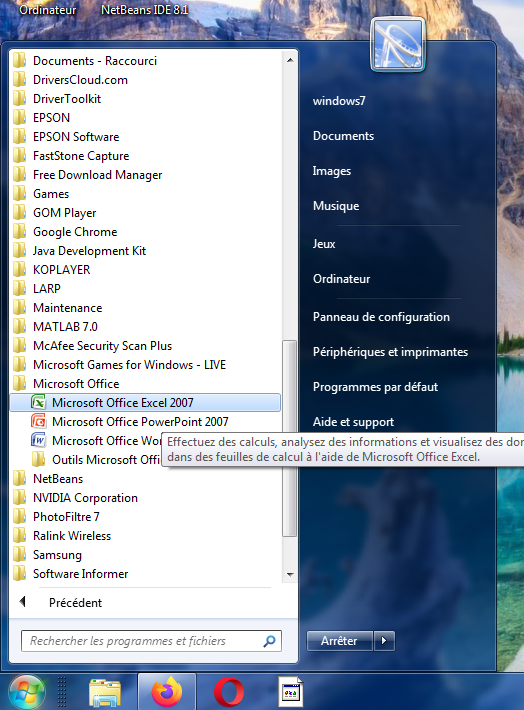 Ordinateur
NetBeans IDE 8.1
Documents - Raccourci
DriversCloud.com
DriverToolkit
EPSON
EPSON Software
FastStone Capture
Free Download Manager
Games
GOM Player
Google Chrome
Java Development Kit
KOPLAYER
LARP
Maintenance
MATLAB 7.0
McAfee Security Scan Plus
Microsoft Games for Windows - LIVE
Microsoft Office
Microsoft Office Excel 2007
Microsoft Office PowerPoint 2007
Microsoft Office Wor
Outils Microsoft Offi
NetBeans
NVIDIA Corporation
PhotoFiltre 7
Ralink Wireless
Samsung
Software Informer
Précédent
Rechercher les programmes et fichiers
windows7
Documents
Images
Musique
Jeux
Ordinateur
Panneau de configuration
Périphériques et imprimantes
Programmes par défaut
Aide et support
Effectuez des calculs, analysez des informations et visualisez des don
dans des feuilles de calcul à l'aide de Microsoft Office Excel.
Arrêter